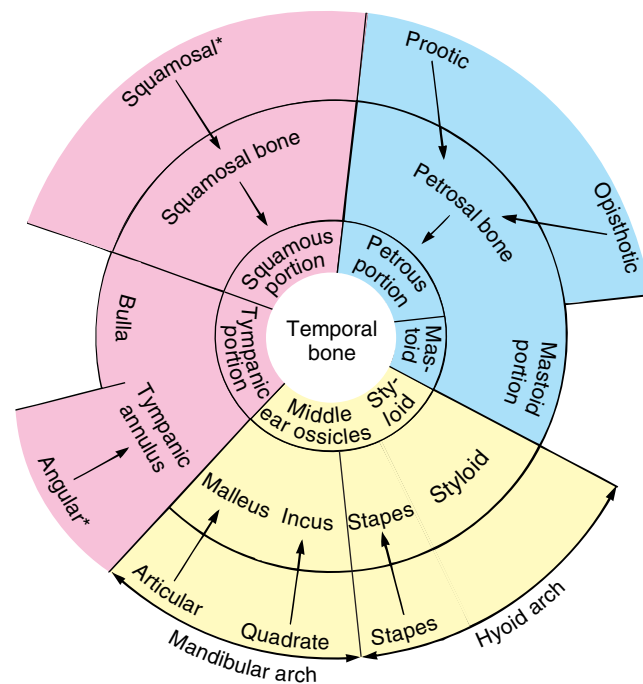 Squamosal*
Prootic
Squamosal bone
Petrosal bone
Opisthotic
Squamous
portion
Petrous
portion
Bulla
Tympanic
portion
Temporal
bone
Mas-
toid
Mastoid
portion
Tympanic
annulus
Angular*
Middle
ear ossicles
Sty-
loid
Malleus
Incus
Stapes
Styloid
Articular
Quadrate
Stapes
Mandibular arch
Hyoid arch